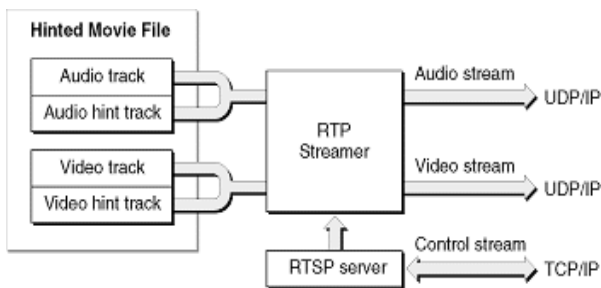 Hinted Movie File
Audio track
Audio hint track
Video track
Video hint track
RTP
Streamer
RTSP server
Audio stream
UDP/IP
Video stream
UDP/IP
Control stream
TCP/IP